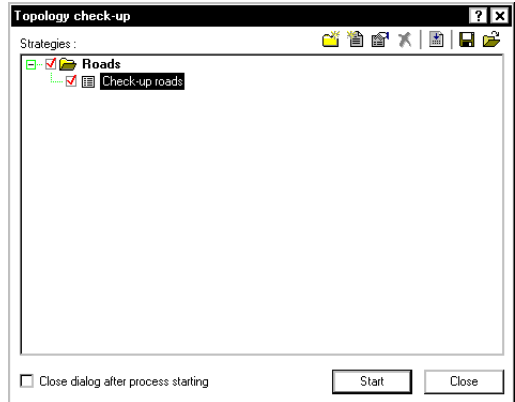 Topology check-up
Strategies :
Roads
Check-up roads
Close dialog after process starting
Start
Close